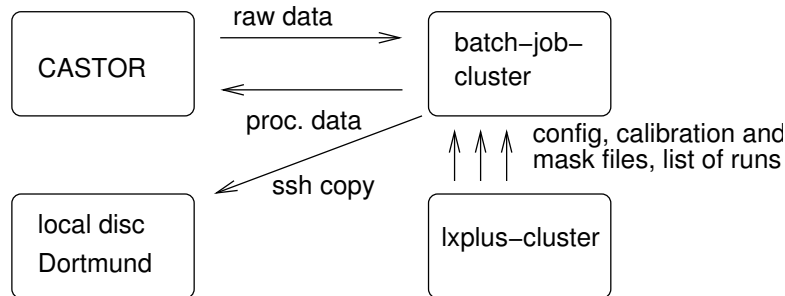 raw data
CASTOR
batch−job−
cluster
proc. data
config, calibration and
mask files, list of runs
ssh copy
local disc
Dortmund
lxplus−cluster